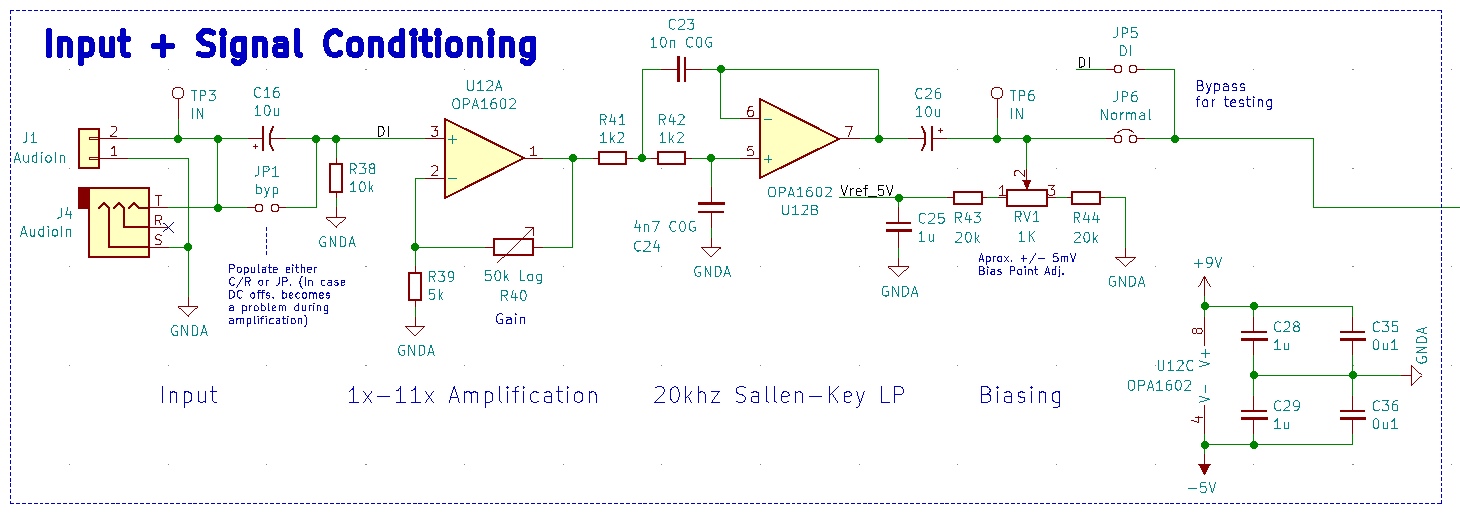 Input + Signal Conditioning
C23
10n C0G
JP5
DI
DI
Bypass
for testing
TP3
IN
C16
10u
U12A
OPA1602
R41
1k2
R42
1k2
6
7
5
OPA1602
U12B
C26
10u
TP6
IN
JP6
Normal
J1
AudioIn
2
1
+
DI
3
2
1
+
−
−
+
+
JP1
byp
R38
10k
GNDA
J4
AudioIn
T
R
S
Populate either
C/R or JP. (In case
DC offs. becomes
a problem during
amplification)
GNDA
R39
5k
GNDA
50k Log
R40
Gain
4n7 C0G
C24
GNDA
Vref_5V
C25
1u
GNDA
R43
20k
1
2
3
RV1
1K
R44
20k
Aprox. +/- 5mV
Bias Point Adj.
GNDA
+9V
8
V+
U12C
OPA1602
V-
4
-5V
C28
1u
C35
0u1
C29
1u
C36
0u1
GNDA
Input
1x-11x Amplification
20khz Sallen-Key LP
Biasing